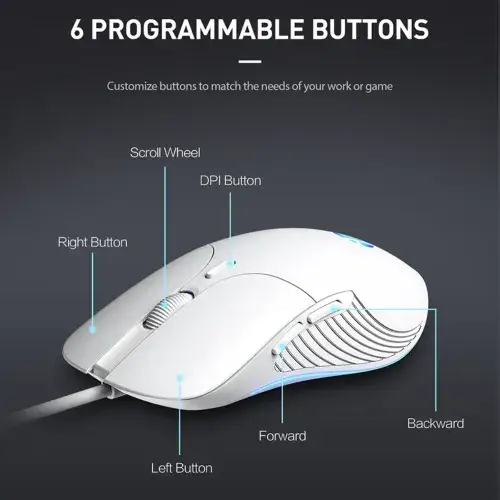 6 PROGRAMMABLE BUTTONS
Customize buttons to match the needs of your work or game
Scroll Wheel
DPI Button
Right Button
Backward
Forward
Left Button